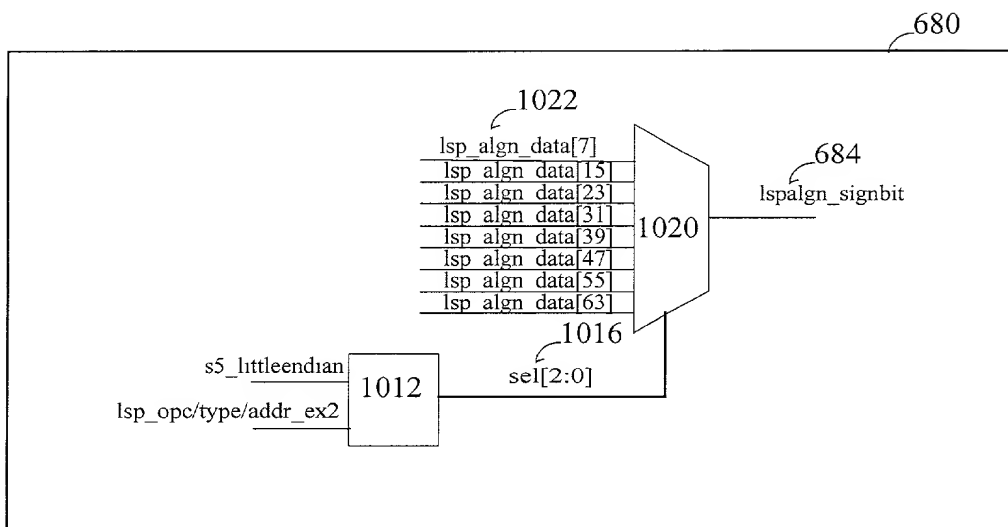 680
1022
lsp_algn_data[7]
lsp_algn_data[15]
lsp_algn_data[23]
lsp_algn_data[31]
lsp_algn_data[39]
lsp_algn_data[47]
lsp_algn_data[55]
lsp_algn_data[63]
1020
684
lspalgn_signbit
1016
sel[2:0]
s5_littleendian
lsp_opc/type/addr_ex2
1012